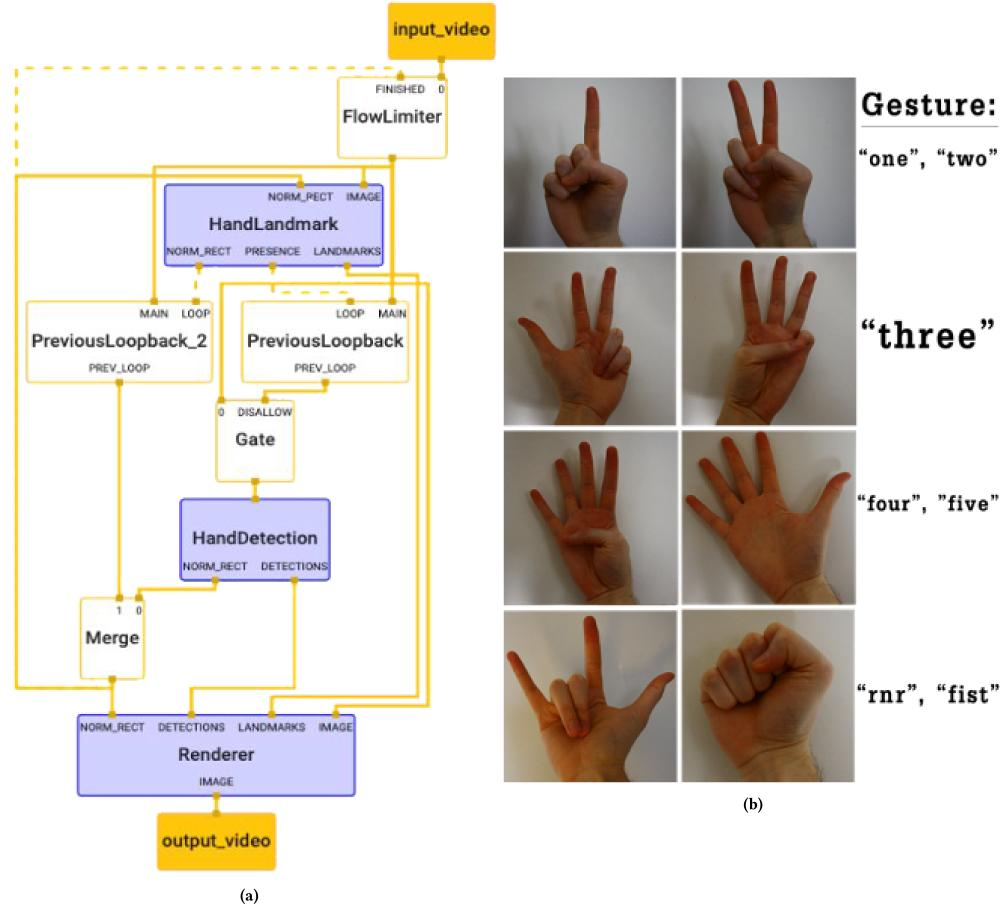 input_video
FINISHED 0
FlowLimiter
NORM_RECT IMAGE
HandLandmark
NORM_RECT PRESENCE LANDMARKS
MAIN LOOP
PreviousLoopback_2
PREV_LOOP
LOOP MAIN
PreviousLoopback
PREV_LOOP
0 DISALLOW
Gate
HandDetection
NORM_RECT DETECTIONS
1 0
Merge
NORM_RECT DETECTIONS LANDMARKS IMAGE
Renderer
IMAGE
output_video
(a)
Gesture:
“one”, “two”
“three”
“four”, ”five”
“rnr”, “fist”
(b)